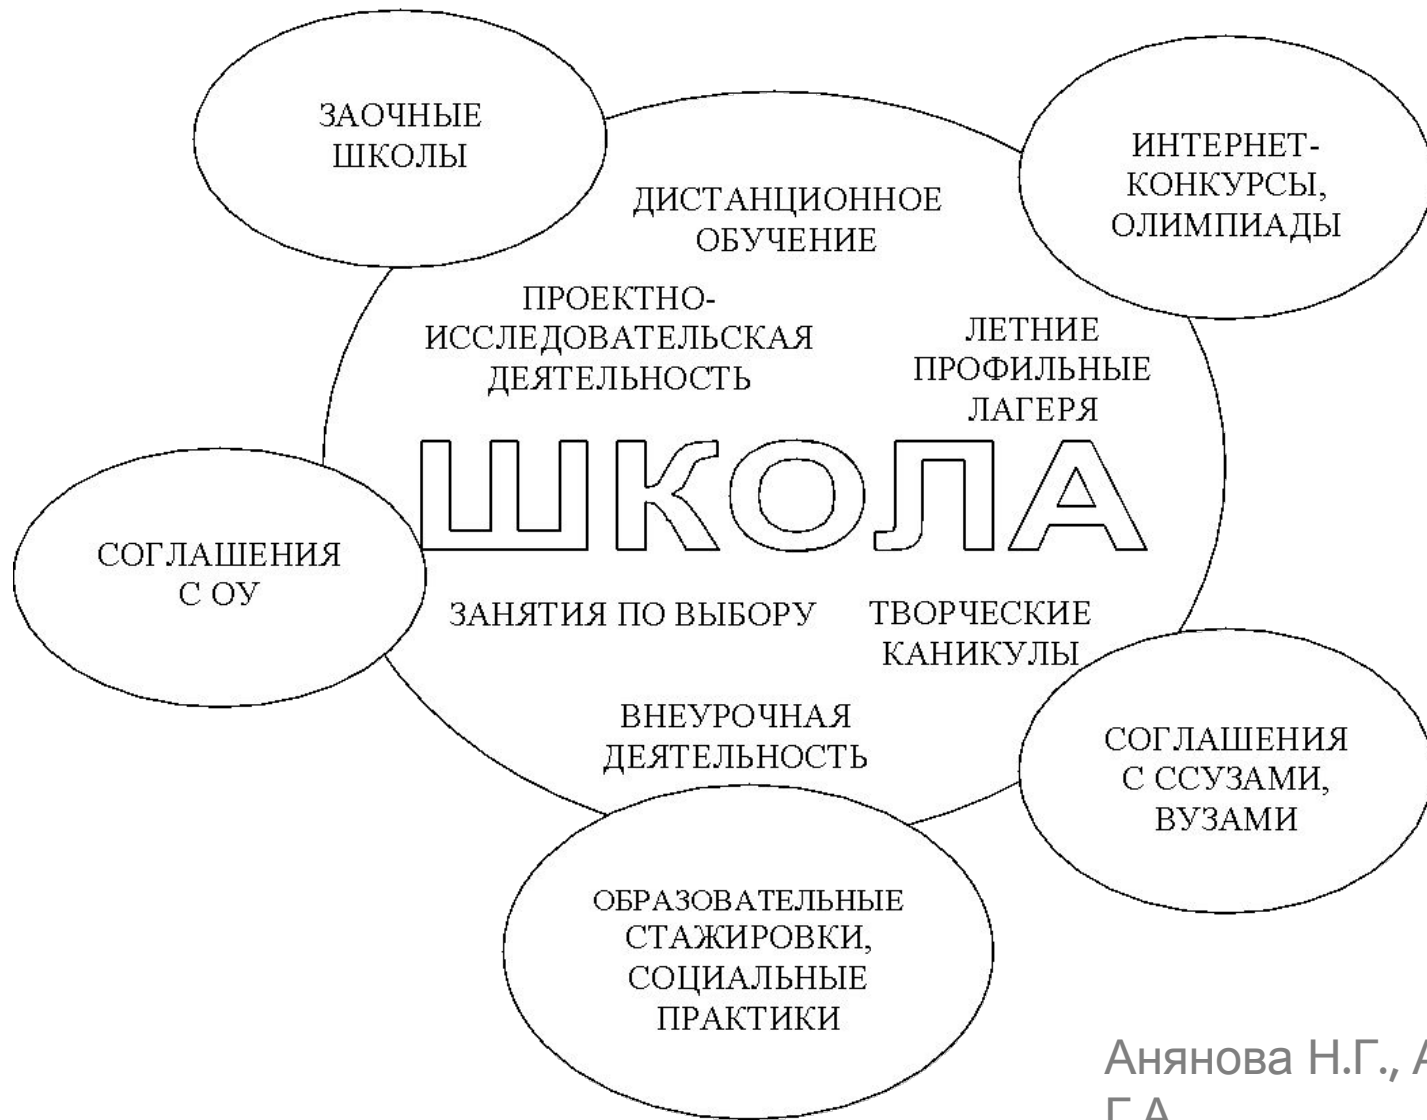 ЗАОЧНЫЕ
ШКОЛЫ
ИНТЕРНЕТ-
КОНКУРСЫ,
ОЛИМПИАДЫ
ДИСТАНЦИОННОЕ
ОБУЧЕНИЕ
ПРОЕКТНО-
ИССЛЕДОВАТЕЛЬСКАЯ
ДЕЯТЕЛЬНОСТЬ
ЛЕТНИЕ
ПРОФИЛЬНЫЕ
ЛАГЕРЯ
ШКОЛА
СОГЛАШЕНИЯ
С ОУ
ЗАНЯТИЯ ПО ВЫБОРУ
ТВОРЧЕСКИЕ
КАНИКУЛЫ
ВНЕУРОЧНАЯ
ДЕЯТЕЛЬНОСТЬ
СОГЛАШЕНИЯ
С ССУЗАМИ,
ВУЗАМИ
ОБРАЗОВАТЕЛЬНЫЕ
СТАЖИРОВКИ,
СОЦИАЛЬНЫЕ
ПРАКТИКИ
Анянова Н.Г.,
Г.А.